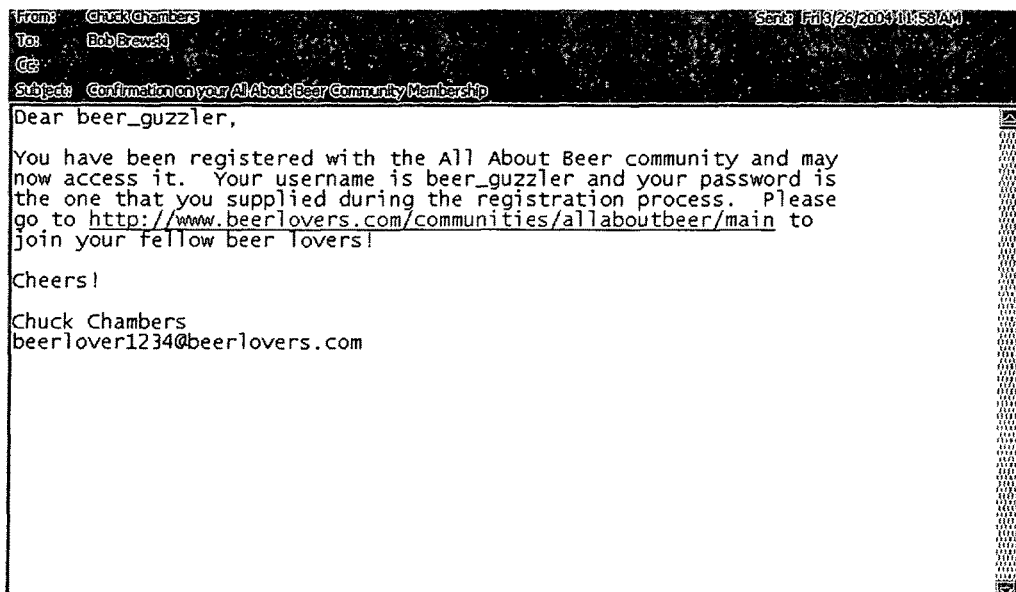 From: Chuck Chambers Sent: Fri 3/26/2004 11:58 AM
To: Bob Brewski
Cc:
Subject: Confirmation on your All About Beer Community Membership
Dear beer_guzzler,
You have been registered with the All About Beer community and may
now access it.  Your username is beer_guzzler and your password is
the one that you supplied during the registration process.  Please
go to http://www.beerlovers.com/communities/allaboutbeer/main to
join your fellow beer lovers!
Cheers!
Chuck Chambers
beerlover1234@beerlovers.com